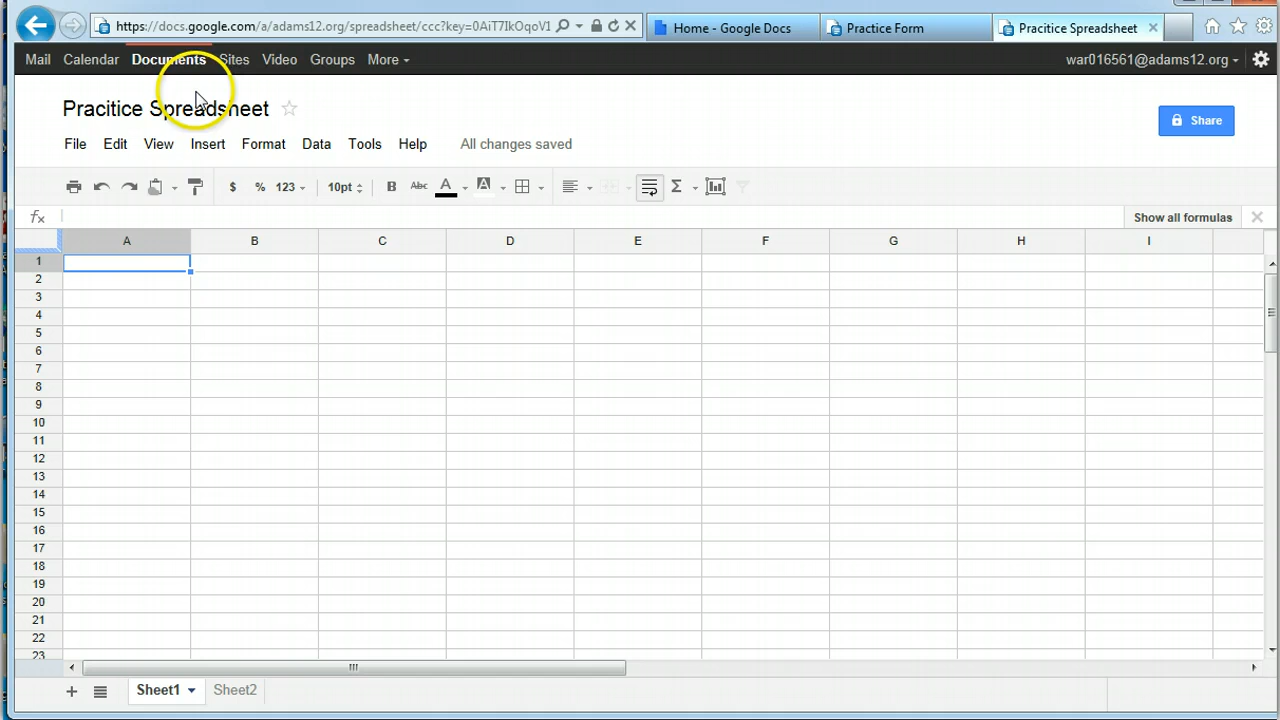 https://docs.google.com/a/adams12.org/spreadsheet/ccc?key=0AiT7IkOqoV1
Home - Google Docs
Practice Form
Pracitice Spreadsheet
Mail Calendar Documents Sites Video Groups More
war016561@adams12.org
Pracitice Spreadsheet
Share
File Edit View Insert Format Data Tools Help All changes saved
$ % 123 10pt B Abc A A Σ
fx Show all formulas
A B C D E F G H I
1
2
3
4
5
6
7
8
9
10
11
12
13
14
15
16
17
18
19
20
21
22
23
+ Sheet1 Sheet2